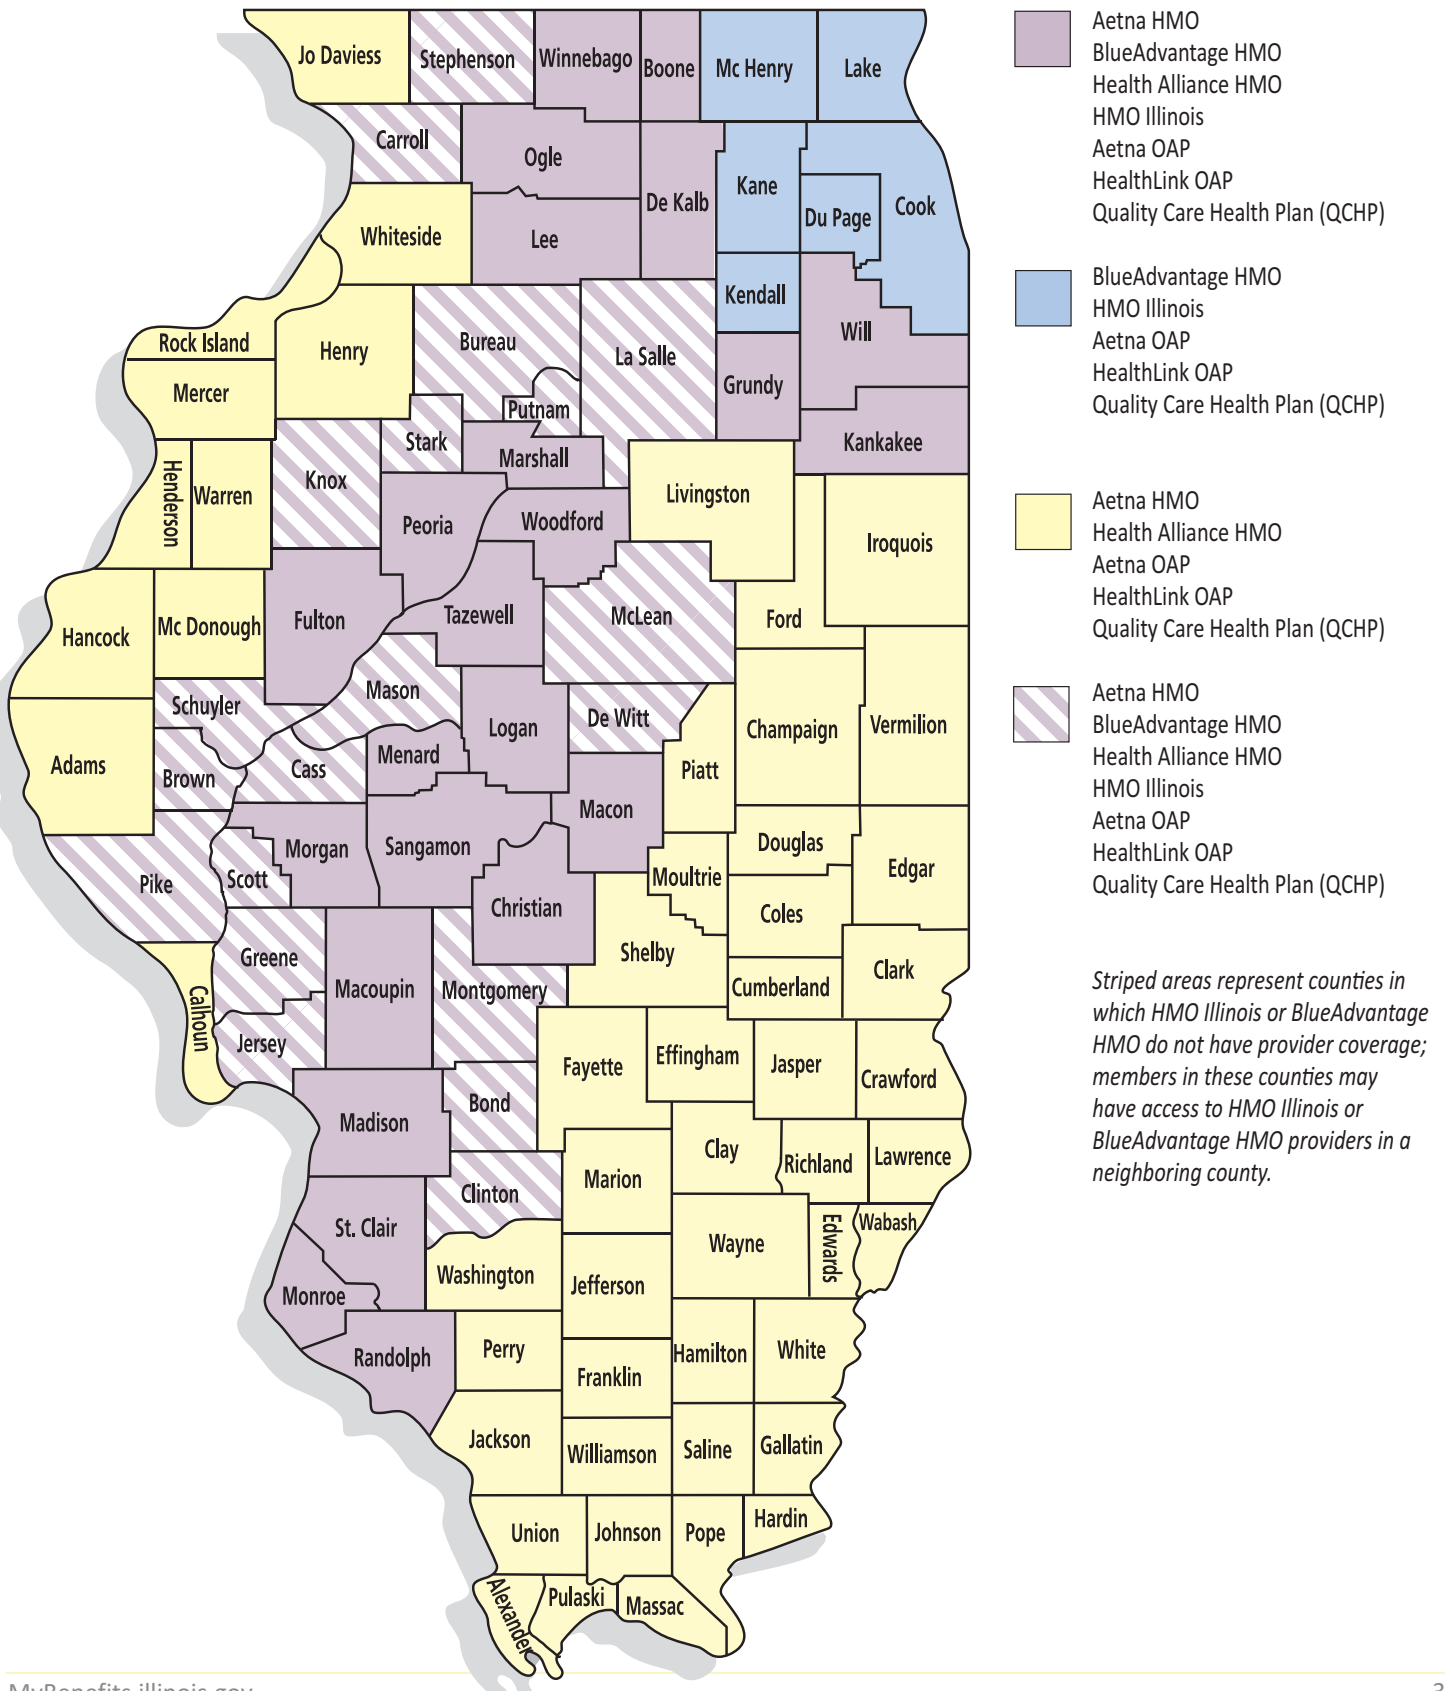 Jo Daviess
Stephenson
Winnebago
Boone
Mc Henry
Lake
Carroll
Ogle
De Kalb
Kane
Du Page
Cook
Whiteside
Lee
Kendall
Will
Rock Island
Henry
Bureau
La Salle
Grundy
Mercer
Putnam
Kankakee
Stark
Marshall
Henderson
Warren
Knox
Livingston
Peoria
Woodford
Iroquois
Hancock
Mc Donough
Fulton
Tazewell
McLean
Ford
Schuyler
Mason
Logan
De Witt
Champaign
Vermilion
Adams
Brown
Cass
Menard
Piatt
Macon
Pike
Scott
Morgan
Sangamon
Christian
Moultrie
Douglas
Edgar
Coles
Shelby
Greene
Macoupin
Montgomery
Cumberland
Clark
Calhoun
Jersey
Fayette
Effingham
Jasper
Crawford
Madison
Bond
Clinton
Marion
Clay
Richland
Lawrence
St. Clair
Washington
Jefferson
Wayne
Edwards
Wabash
Monroe
Randolph
Perry
Franklin
Hamilton
White
Jackson
Williamson
Saline
Gallatin
Union
Johnson
Pope
Hardin
Alexander
Pulaski
Massac
Aetna HMO
BlueAdvantage HMO
Health Alliance HMO
HMO Illinois
Aetna OAP
HealthLink OAP
Quality Care Health Plan (QCHP)
BlueAdvantage HMO
HMO Illinois
Aetna OAP
HealthLink OAP
Quality Care Health Plan (QCHP)
Aetna HMO
Health Alliance HMO
Aetna OAP
HealthLink OAP
Quality Care Health Plan (QCHP)
Aetna HMO
BlueAdvantage HMO
Health Alliance HMO
HMO Illinois
Aetna OAP
HealthLink OAP
Quality Care Health Plan (QCHP)
Striped areas represent counties in
which HMO Illinois or BlueAdvantage
HMO do not have provider coverage;
members in these counties may
have access to HMO Illinois or
BlueAdvantage HMO providers in a
neighboring county.
MyBenefits.illinois.gov
3